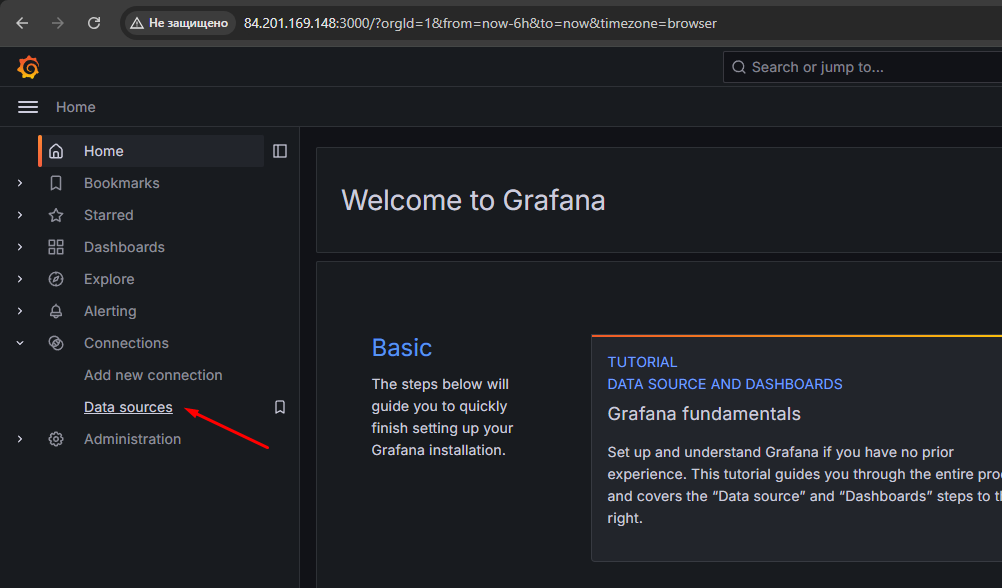 Не защищено
84.201.169.148:3000/?orgId=1&from=now-6h&to=now&timezone=browser
Search or jump to...
Home
Home
Bookmarks
Starred
Dashboards
Explore
Alerting
Connections
Add new connection
Data sources
Administration
Welcome to Grafana
Basic
The steps below will
guide you to quickly
finish setting up your
Grafana installation.
TUTORIAL
DATA SOURCE AND DASHBOARDS
Grafana fundamentals
Set up and understand Grafana if you have no prior
experience. This tutorial guides you through the entire
and covers the “Data source” and “Dashboards” steps to
right.